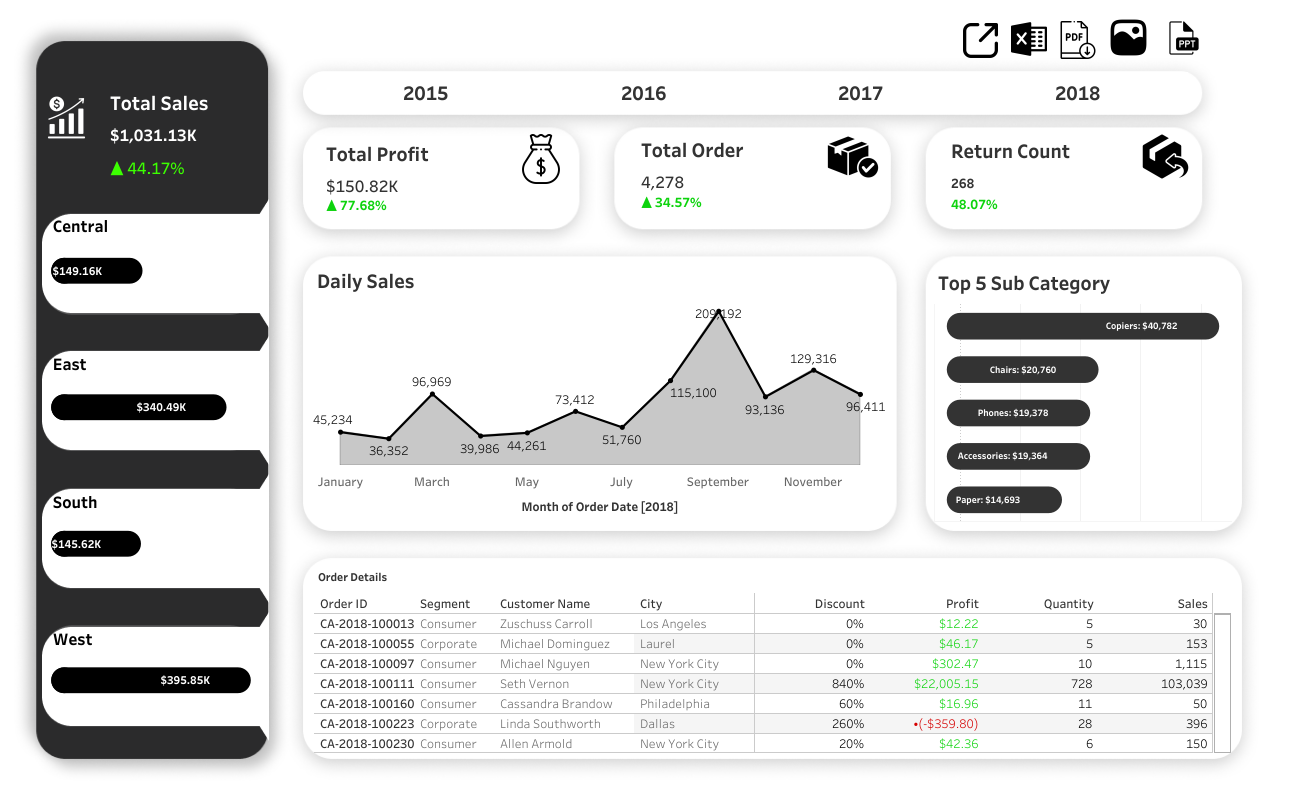 PDF
PPT
2015 2016 2017 2018
$
Total Sales
$1,031.13K
▲ 44.17%
Central
$149.16K
East
$340.49K
South
$145.62K
West
$395.85K
Total Profit
$150.82K
▲ 77.68%
$
Total Order
4,278
▲ 34.57%
Return Count
268
48.07%
Daily Sales
209,192
129,316
96,969
115,100
73,412
93,136
96,411
45,234
51,760
36,352
39,986
44,261
January March May July September November
Month of Order Date [2018]
Top 5 Sub Category
Copiers: $40,782
Chairs: $20,760
Phones: $19,378
Accessories: $19,364
Paper: $14,693
Order Details
Order ID Segment Customer Name City Discount Profit Quantity Sales
CA-2018-100013 Consumer Zuschuss Carroll Los Angeles 0% $12.22 5 30
CA-2018-100055 Corporate Michael Dominguez Laurel 0% $46.17 5 153
CA-2018-100097 Consumer Michael Nguyen New York City 0% $302.47 10 1,115
CA-2018-100111 Consumer Seth Vernon New York City 840% $22,005.15 728 103,039
CA-2018-100160 Consumer Cassandra Brandow Philadelphia 60% $16.96 11 50
CA-2018-100223 Corporate Linda Southworth Dallas 260% •(-$359.80) 28 396
CA-2018-100230 Consumer Allen Armold New York City 20% $42.36 6 150